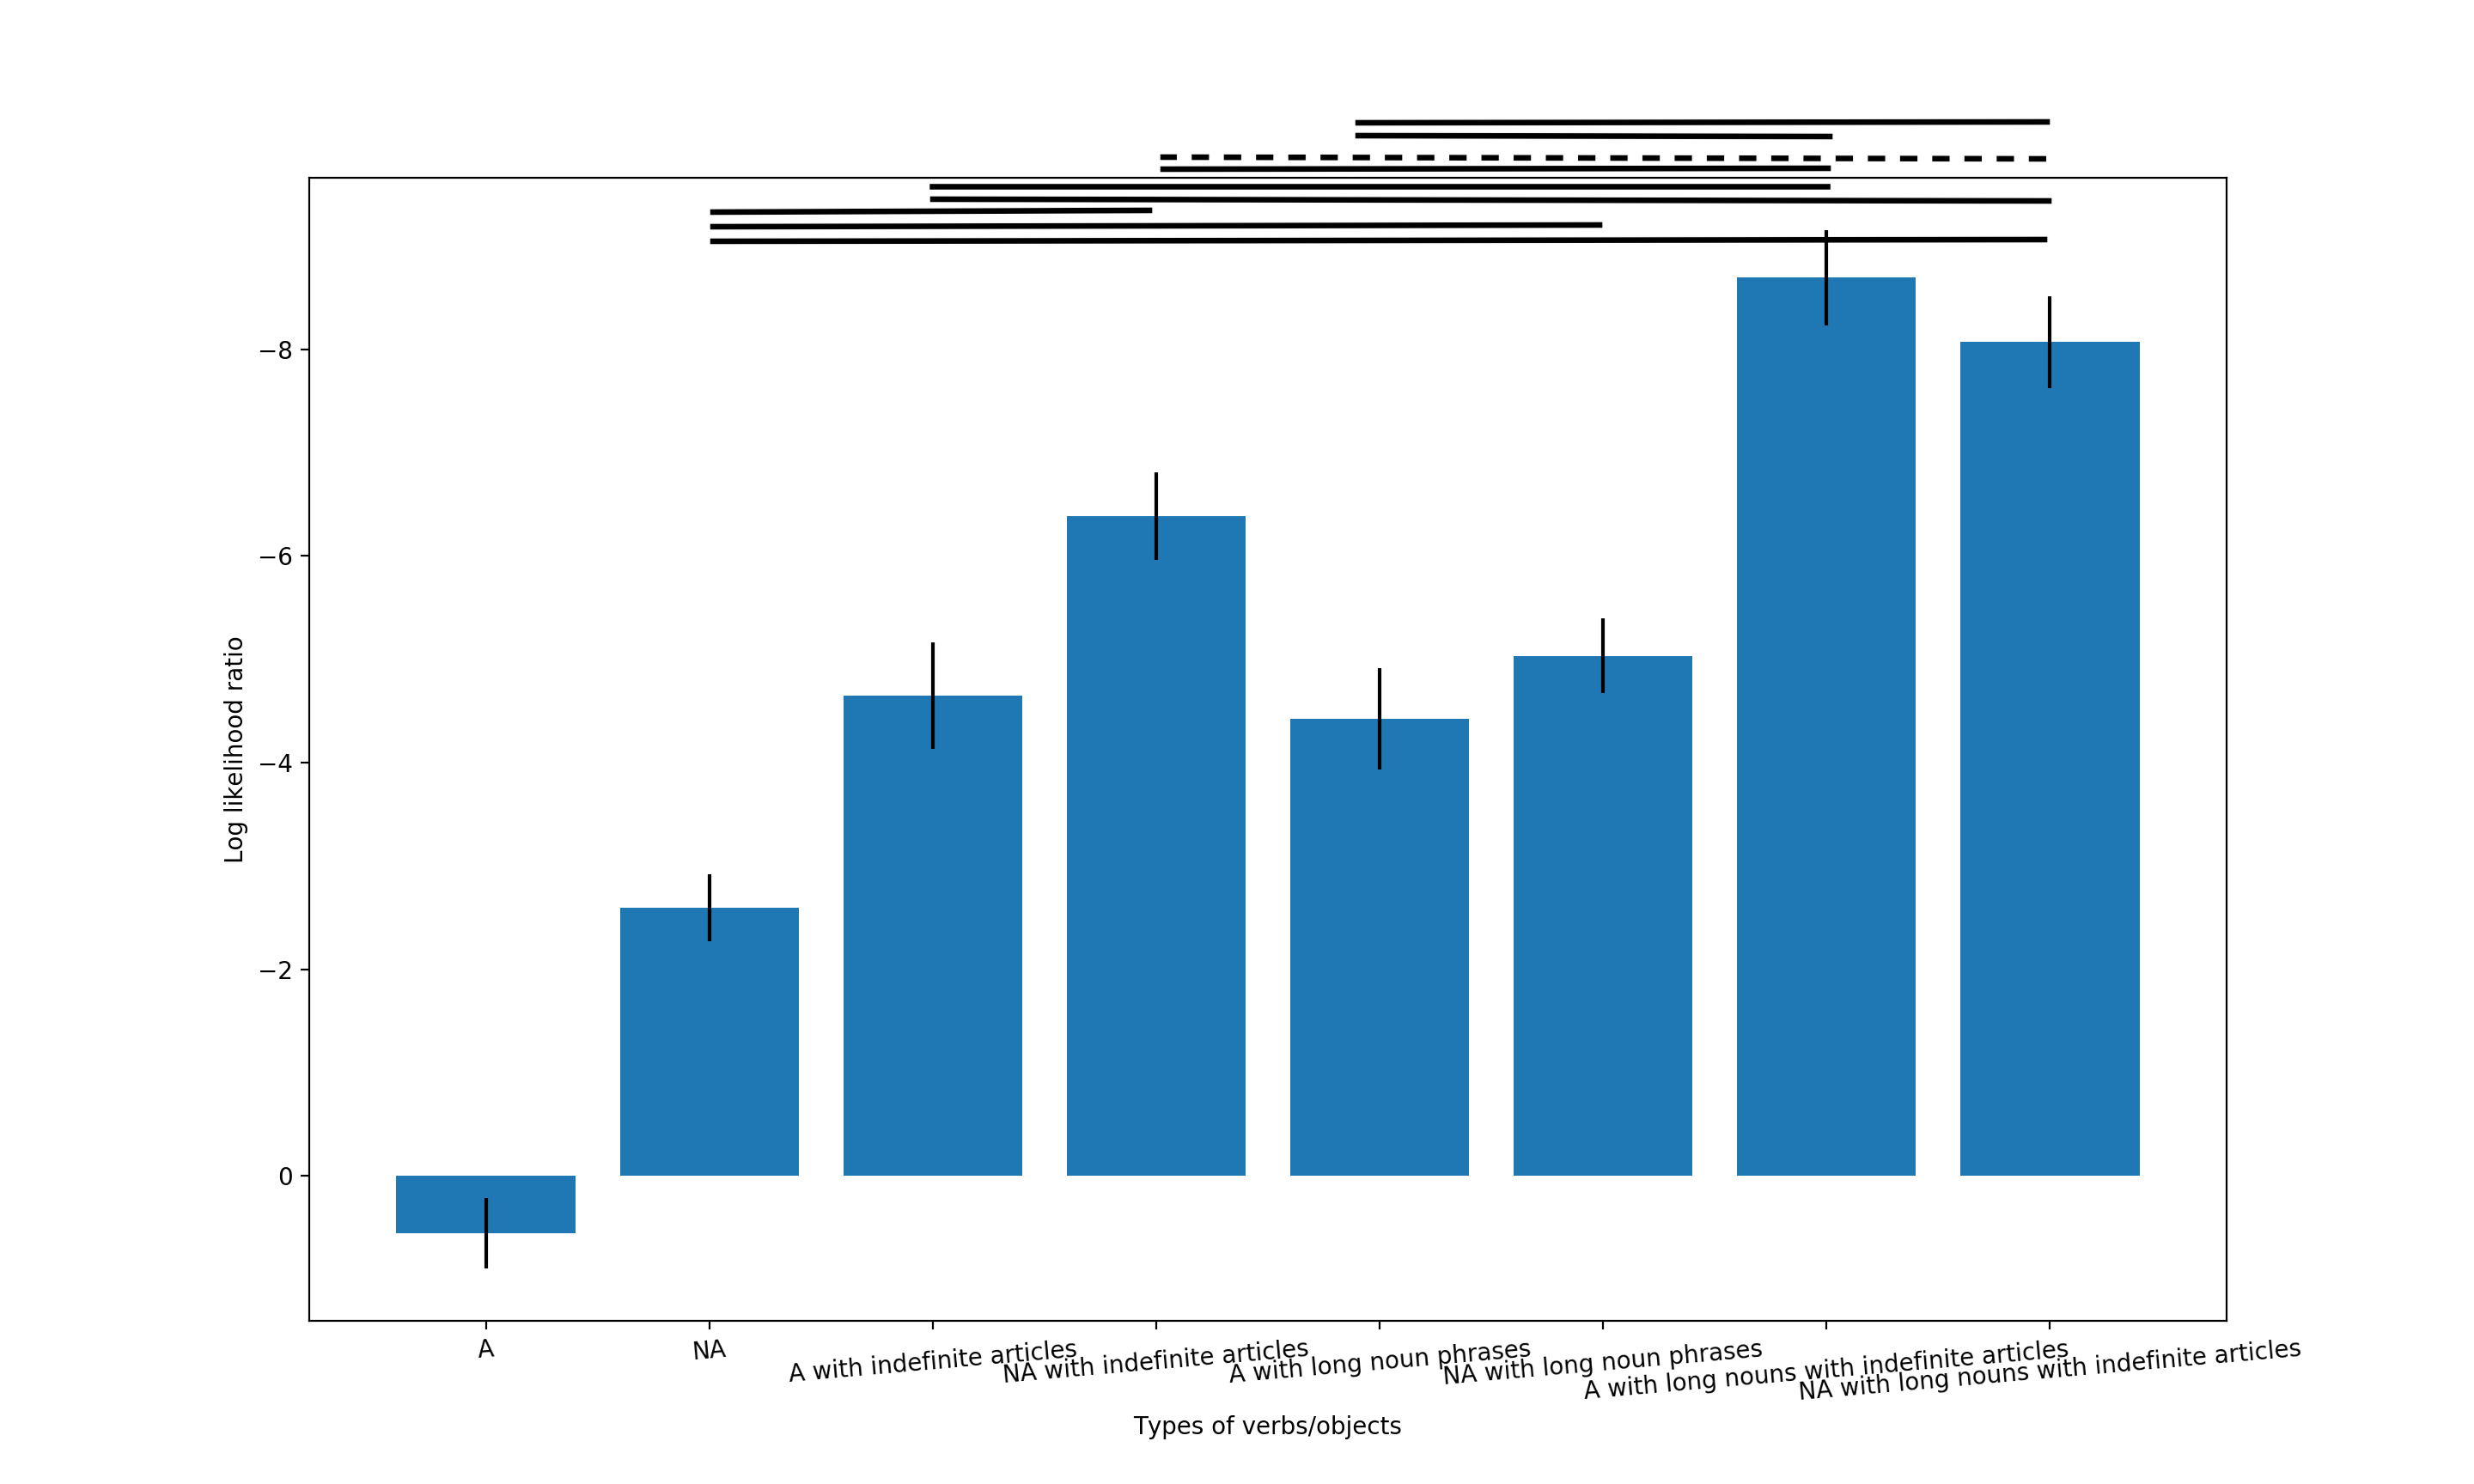 −8
−6
−4
−2
0
Log likelihood ratio
A
NA
A with indefinite articles
NA with indefinite articles
A with long noun phrases
NA with long noun phrases
A with long nouns with indefinite articles
NA with long nouns with indefinite articles
Types of verbs/objects